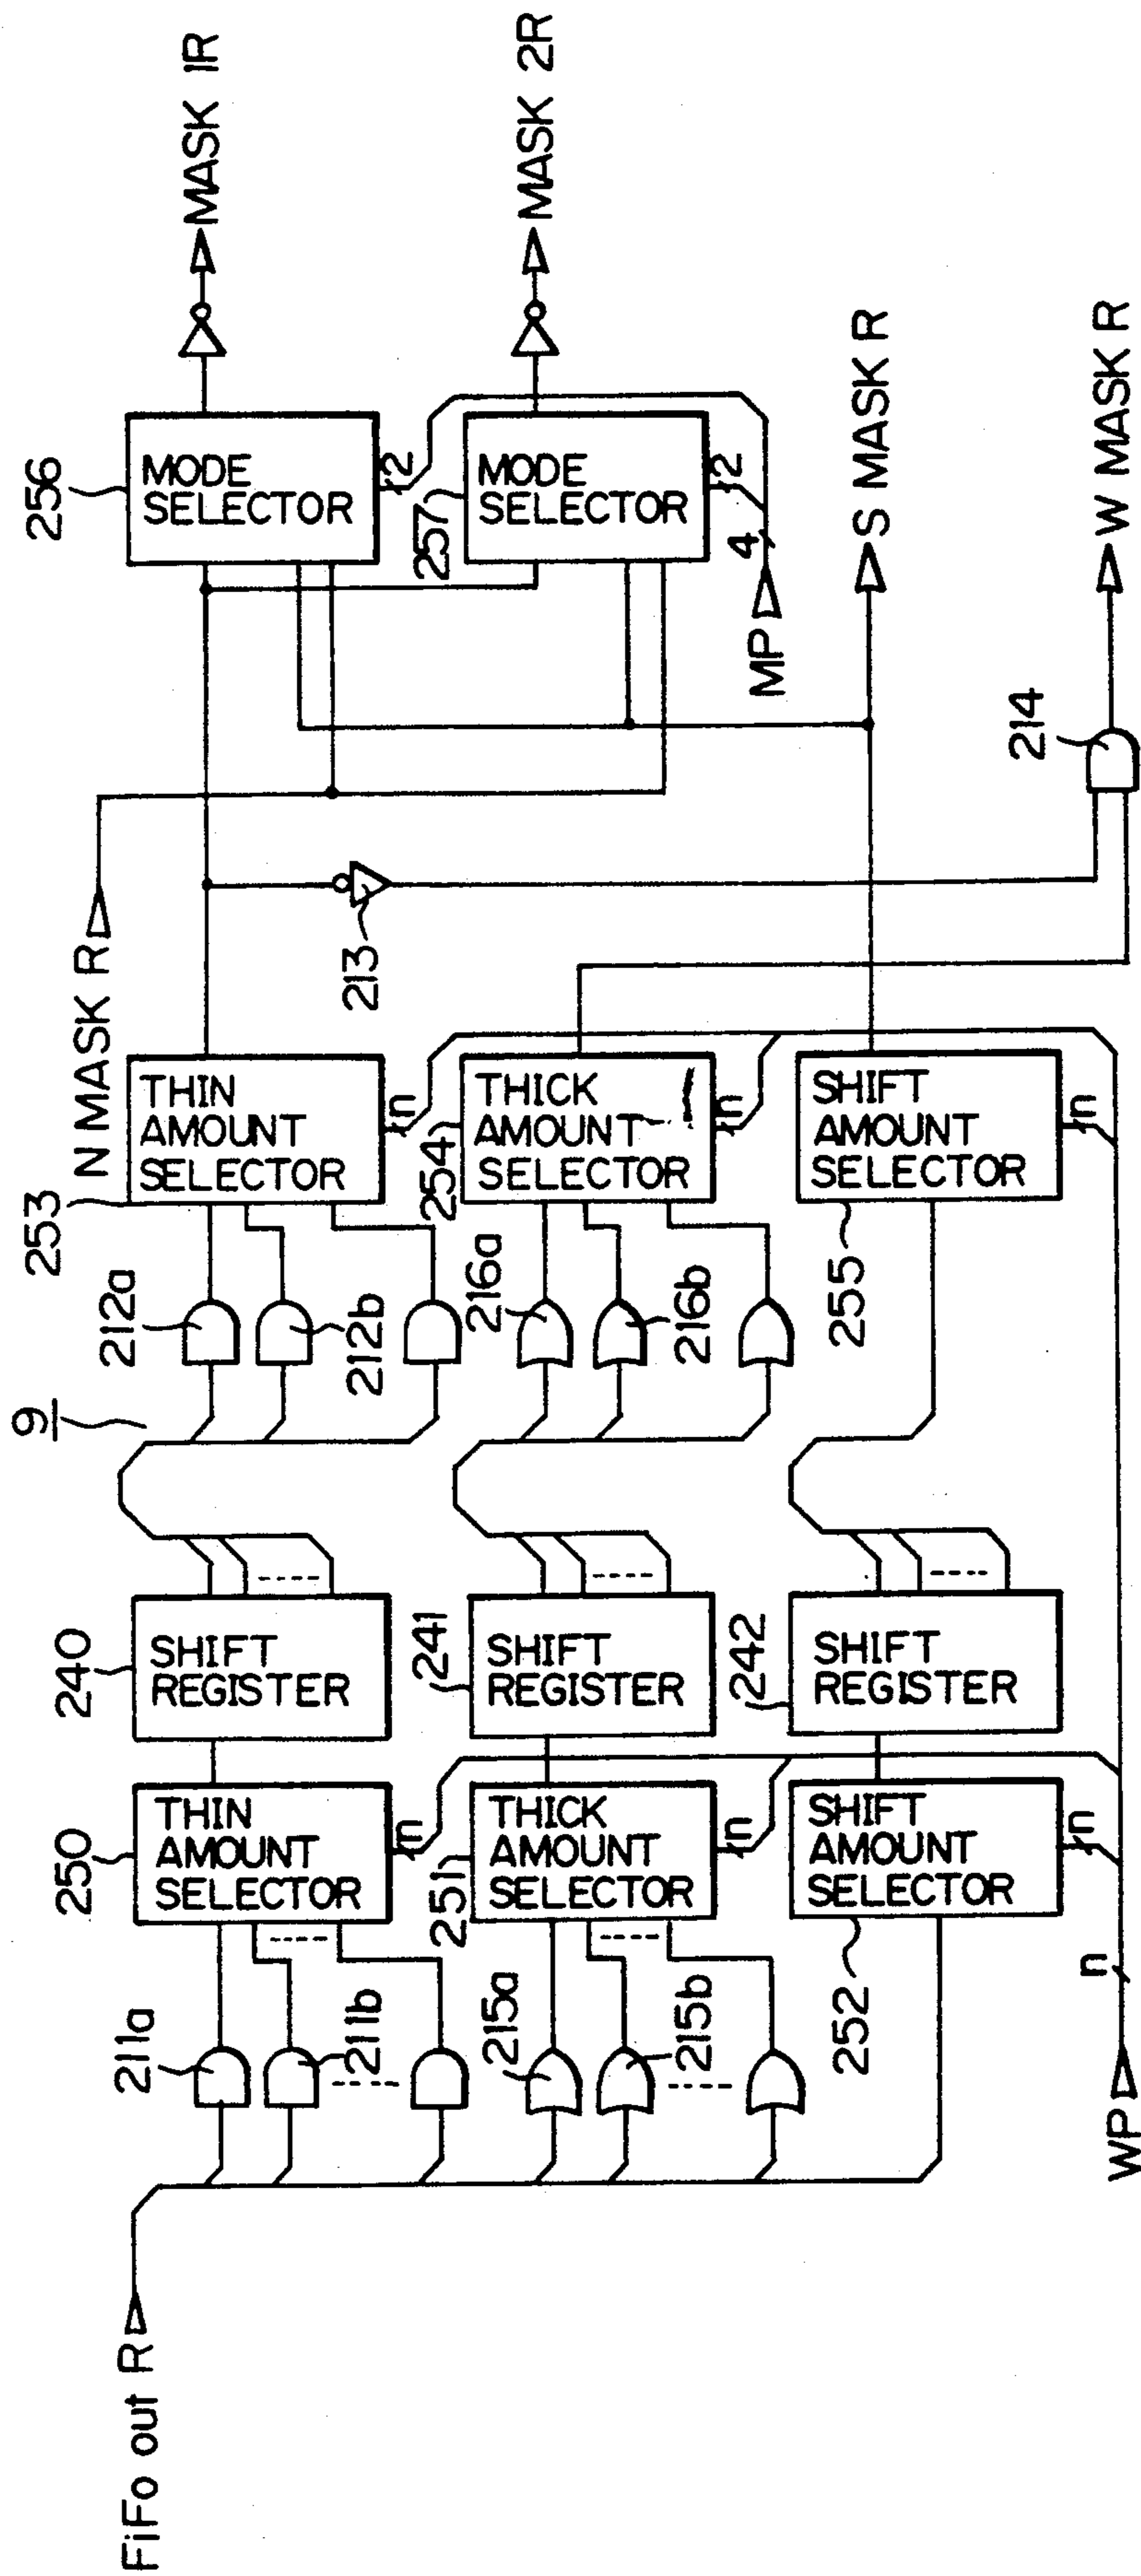 FiFo out R
WP
n
211a
211b
215a
215b
250
THIN
AMOUNT
SELECTOR
n
251
THICK
AMOUNT
SELECTOR
n
252
SHIFT
AMOUNT
SELECTOR
n
240
SHIFT
REGISTER
241
SHIFT
REGISTER
242
SHIFT
REGISTER
9
212a
212b
216a
216b
253
THIN
AMOUNT
SELECTOR
n
254
THICK
AMOUNT
SELECTOR
n
255
SHIFT
AMOUNT
SELECTOR
n
N MASK R
213
214
MP
4
256
MODE
SELECTOR
2
257
MODE
SELECTOR
2
MASK 1R
MASK 2R
S MASK R
W MASK R